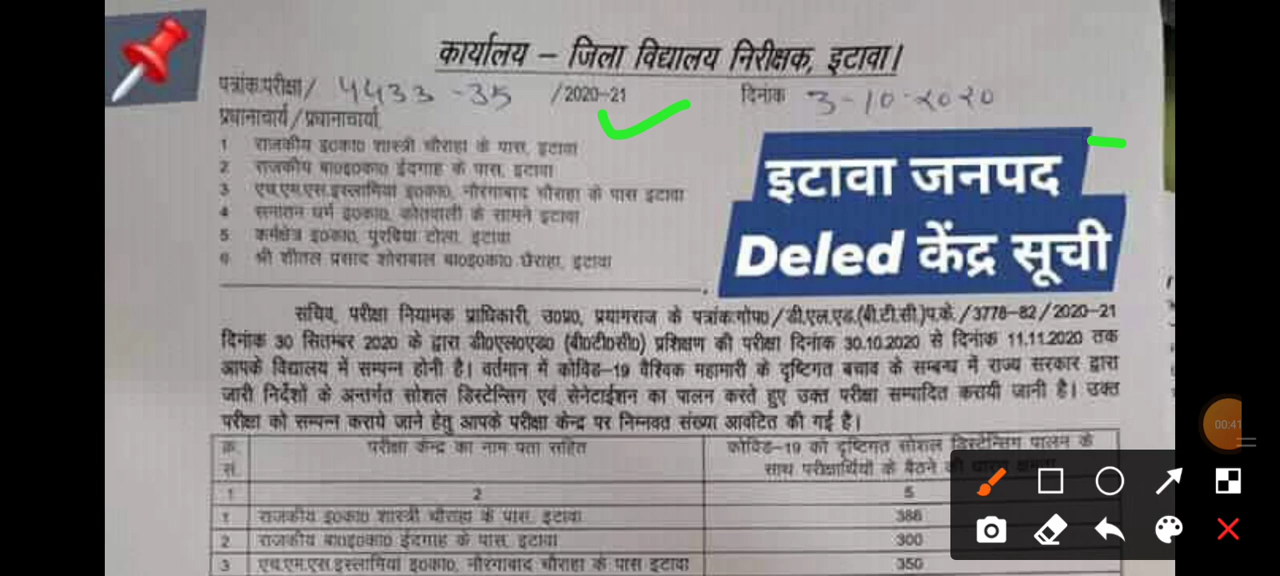 कार्यालय – जिला विद्यालय निरीक्षक, इटावा।
पत्रांक:परीक्षा/ 4433-35 /2020-21 दिनांक 3-10-2020
प्रधानाचार्य/प्रधानाचार्या,
1 राजकीय इ0का0 शास्त्री चौराहा के पास, इटावा
2 राजकीय बा0इ0का0 ईदगाह के पास, इटावा
3 एच.एम.एस.इस्लामियां इ0का0, नौरंगाबाद चौराहा के पास इटावा
4 सनातन धर्म इ0का0, कोतवाली के सामने इटावा
5 कर्मक्षेत्र इ0का0, पुरबिया टोला, इटावा
6 श्री शीतल प्रसाद शोरावाल बा0इ0का0 इटावा
इटावा जनपद
Deled केंद्र सूची
सचिव, परीक्षा नियामक प्राधिकारी, उ0प्र0, प्रयागराज के पत्रांक:गोप0/डी.एल.एड.(बी.टी.सी.)प.के./3778-82/2020-21
दिनांक 30 सितम्बर 2020 के द्वारा डी0एल0एड0 (बी0टी0सी0) प्रशिक्षण की परीक्षा दिनांक 30.10.2020 से दिनांक 11.11.2020 तक
आपके विद्यालय में सम्पन्न होनी है। वर्तमान में कोविड-19 वैश्विक महामारी के दृष्टिगत बचाव के सम्बन्ध में राज्य सरकार द्वारा
जारी निर्देशों के अन्तर्गत सोशल डिस्टेन्सिग एवं सेनेटाईशन का पालन करते हुए उक्त परीक्षा सम्पादित करायी जानी है। उक्त
परीक्षा को सम्पन्न कराये जाने हेतु आपके परीक्षा केन्द्र पर निम्नवत संख्या आवंटित की गई है।
क्र. सं. परीक्षा केन्द्र का नाम पता सहित कोविड-19 को दृष्टिगत सोशल डिस्टेन्सिग पालन के
साथ परीक्षार्थियों के बैठने की
1 2 5
1 राजकीय इ0का0 शास्त्री चौराहा के पास, इटावा 386
2 राजकीय बा0इ0का0 ईदगाह के पास, इटावा 300
3 एच.एम.एस.इस्लामियां इ0का0, नौरंगाबाद चौराहा के पास इटावा 350
00:41